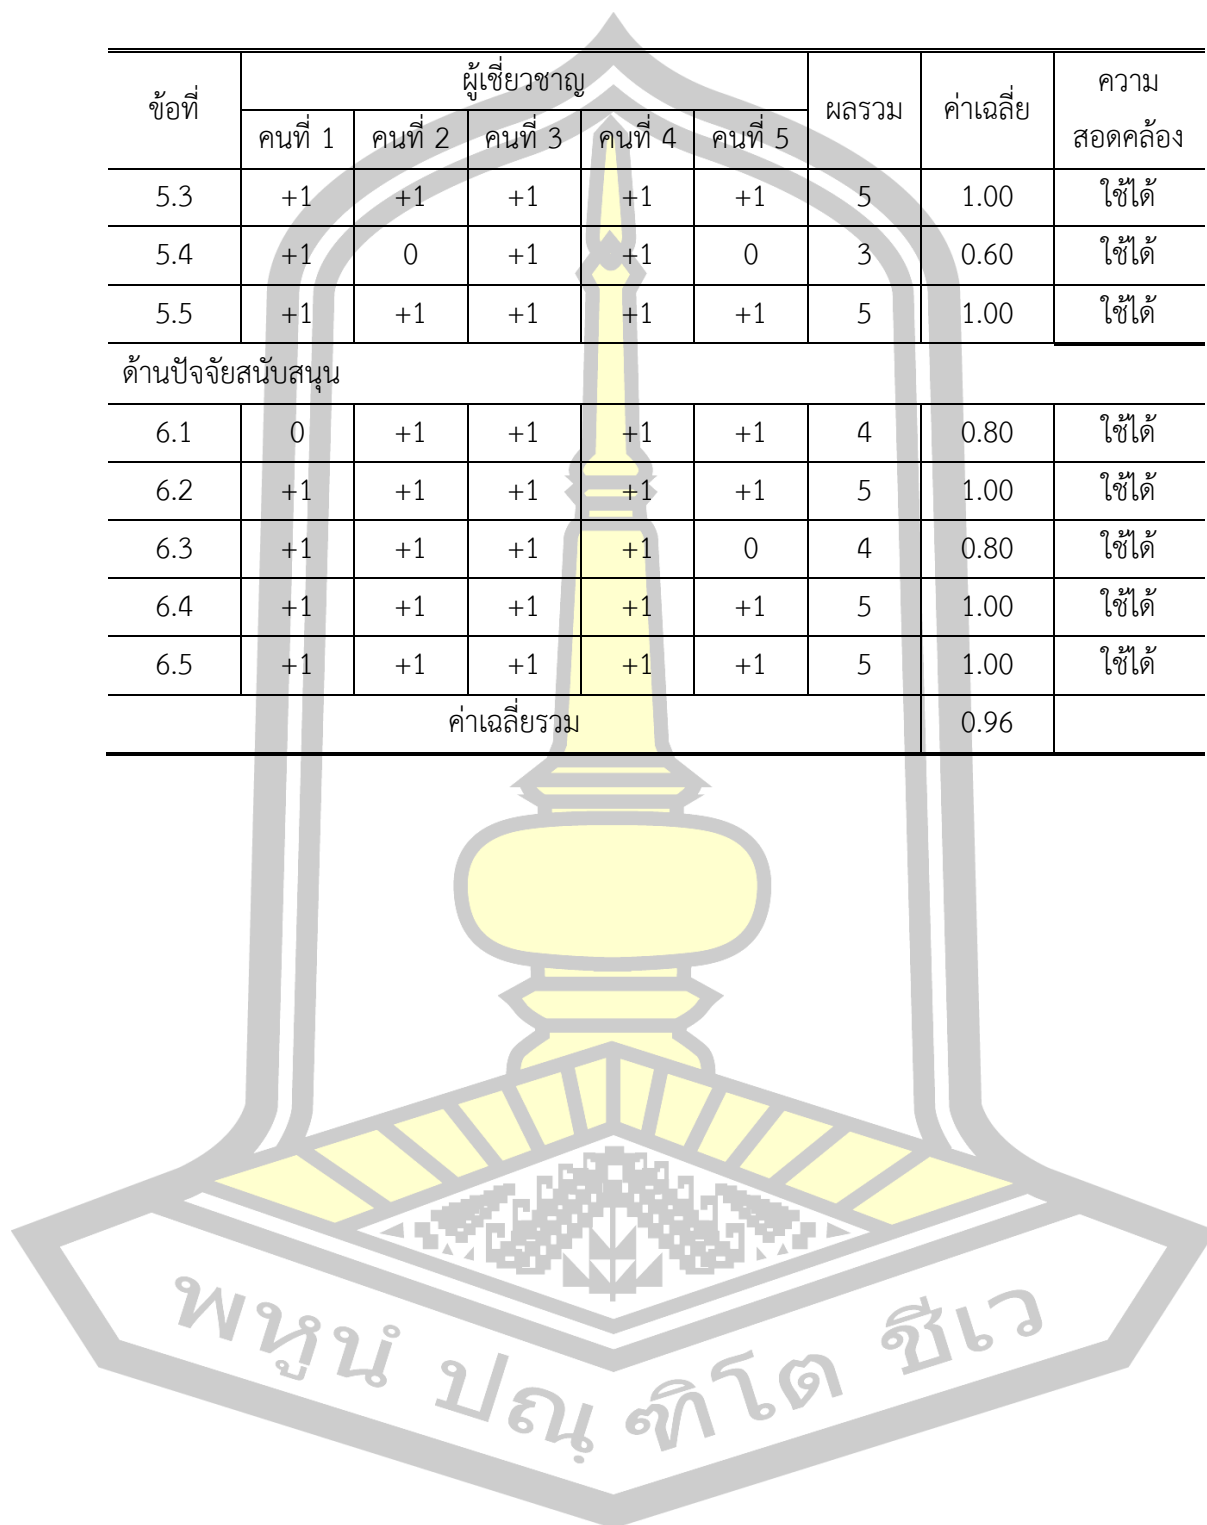 ข้อที่ ผู้เชี่ยวชาญ ผลรวม ค่าเฉลี่ย ความสอดคล้อง
คนที่ 1 คนที่ 2 คนที่ 3 คนที่ 4 คนที่ 5
5.3 +1 +1 +1 +1 +1 5 1.00 ใช้ได้
5.4 +1 0 +1 +1 0 3 0.60 ใช้ได้
5.5 +1 +1 +1 +1 +1 5 1.00 ใช้ได้
ด้านปัจจัยสนับสนุน
6.1 0 +1 +1 +1 +1 4 0.80 ใช้ได้
6.2 +1 +1 +1 +1 +1 5 1.00 ใช้ได้
6.3 +1 +1 +1 +1 0 4 0.80 ใช้ได้
6.4 +1 +1 +1 +1 +1 5 1.00 ใช้ได้
6.5 +1 +1 +1 +1 +1 5 1.00 ใช้ได้
ค่าเฉลี่ยรวม 0.96
พหูนํ ปณฺฑิโต ชีเว